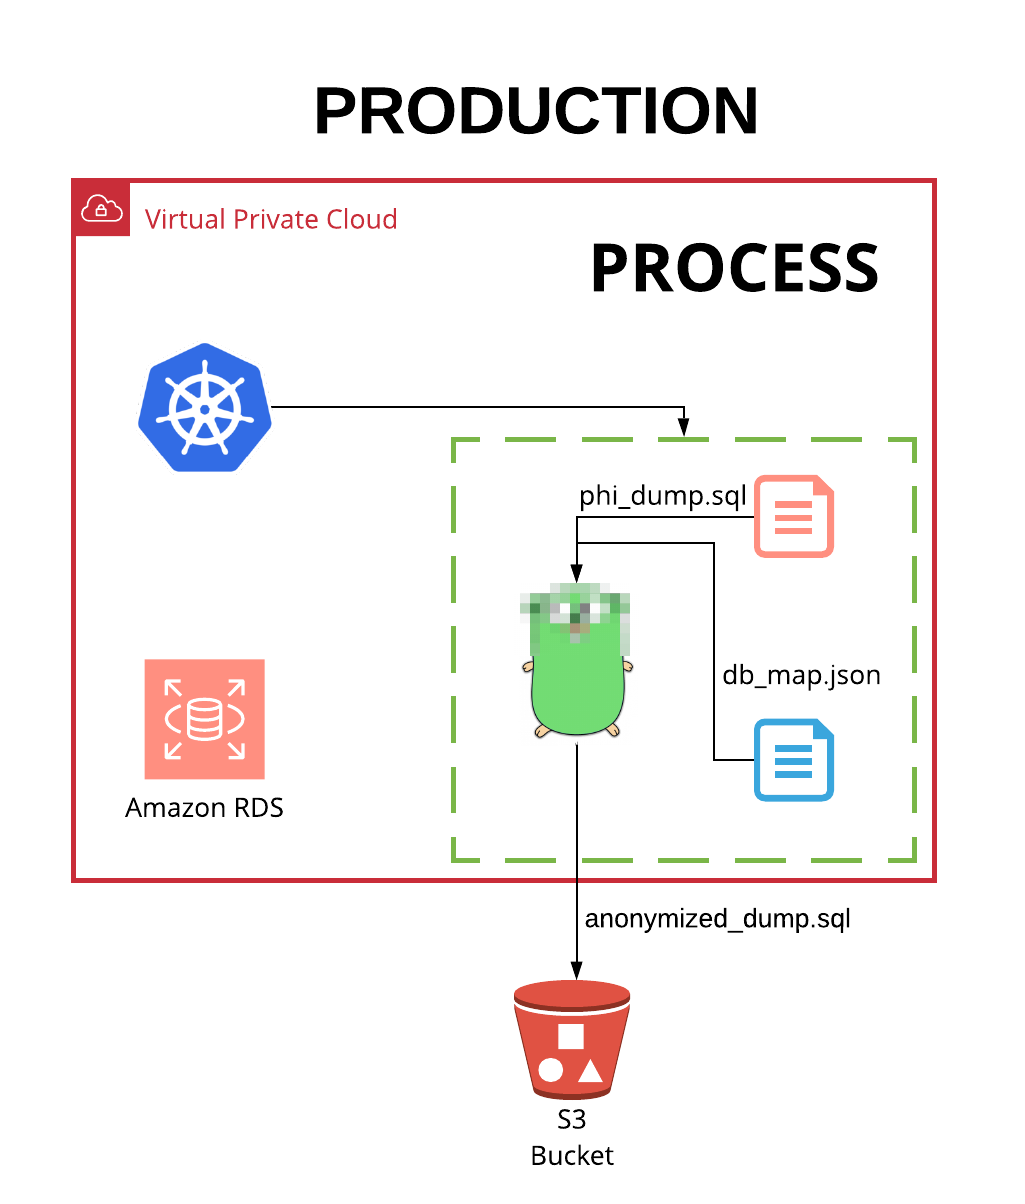 PRODUCTION
Virtual Private Cloud
PROCESS
phi_dump.sql
db_map.json
Amazon RDS
anonymized_dump.sql
S3
Bucket